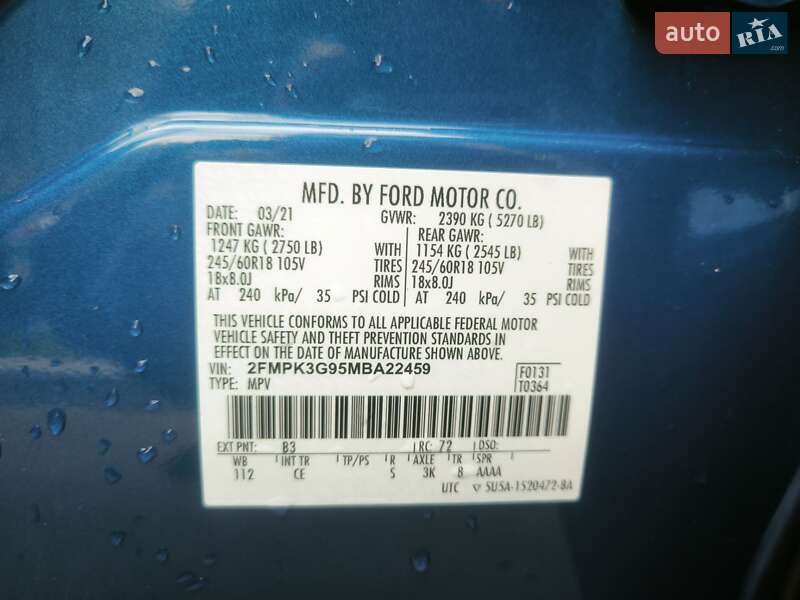 auto RIA.com
MFD. BY FORD MOTOR CO.
DATE: 03/21 GVWR: 2390 KG ( 5270 LB)
FRONT GAWR: REAR GAWR:
1247 KG ( 2750 LB) WITH 1154 KG ( 2545 LB) WITH
245/60R18 105V TIRES 245/60R18 105V TIRES
18x8.0J RIMS 18x8.0J RIMS
AT 240 kPa/ 35 PSI COLD AT 240 kPa/ 35 PSI COLD
THIS VEHICLE CONFORMS TO ALL APPLICABLE FEDERAL MOTOR
VEHICLE SAFETY AND THEFT PREVENTION STANDARDS IN
EFFECT ON THE DATE OF MANUFACTURE SHOWN ABOVE.
VIN: 2FMPK3G95MBA22459 F0131
TYPE: MPV T0364
EXT PNT: B3 RC: 72 DSO:
WB INT TR TP/PS R AXLE TR SPR
112 CE 5 3K 8 AAAA
UTC ▽ 5U5A-1520472-BA